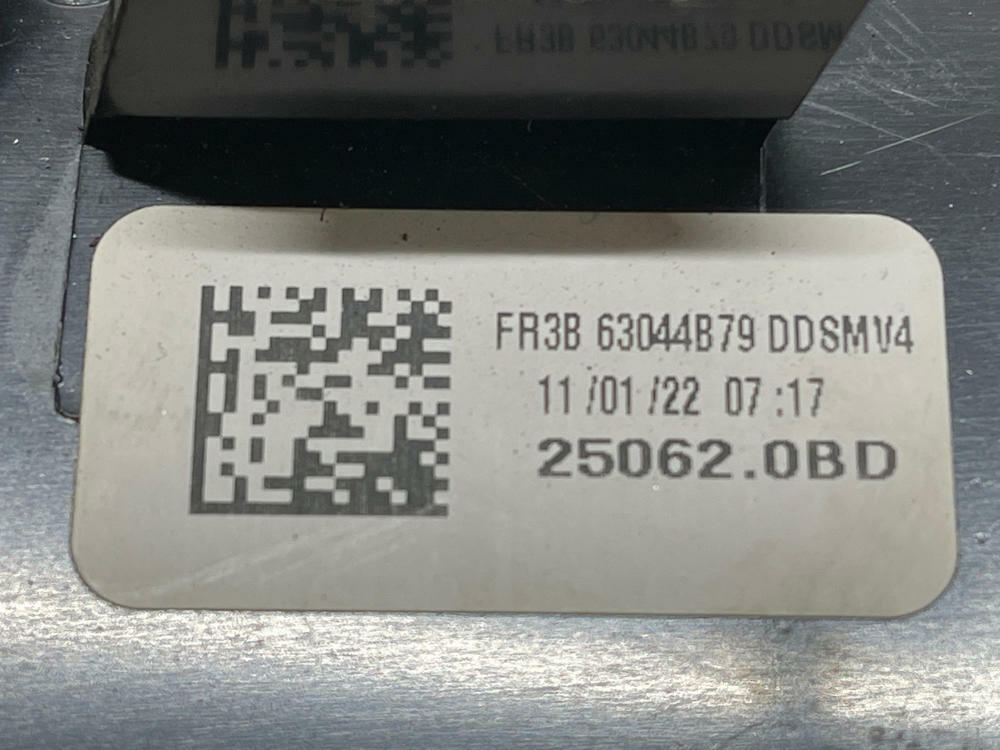 FR3B 63044B79 DDSMV4
11/01/22 07:17
25062.0BD